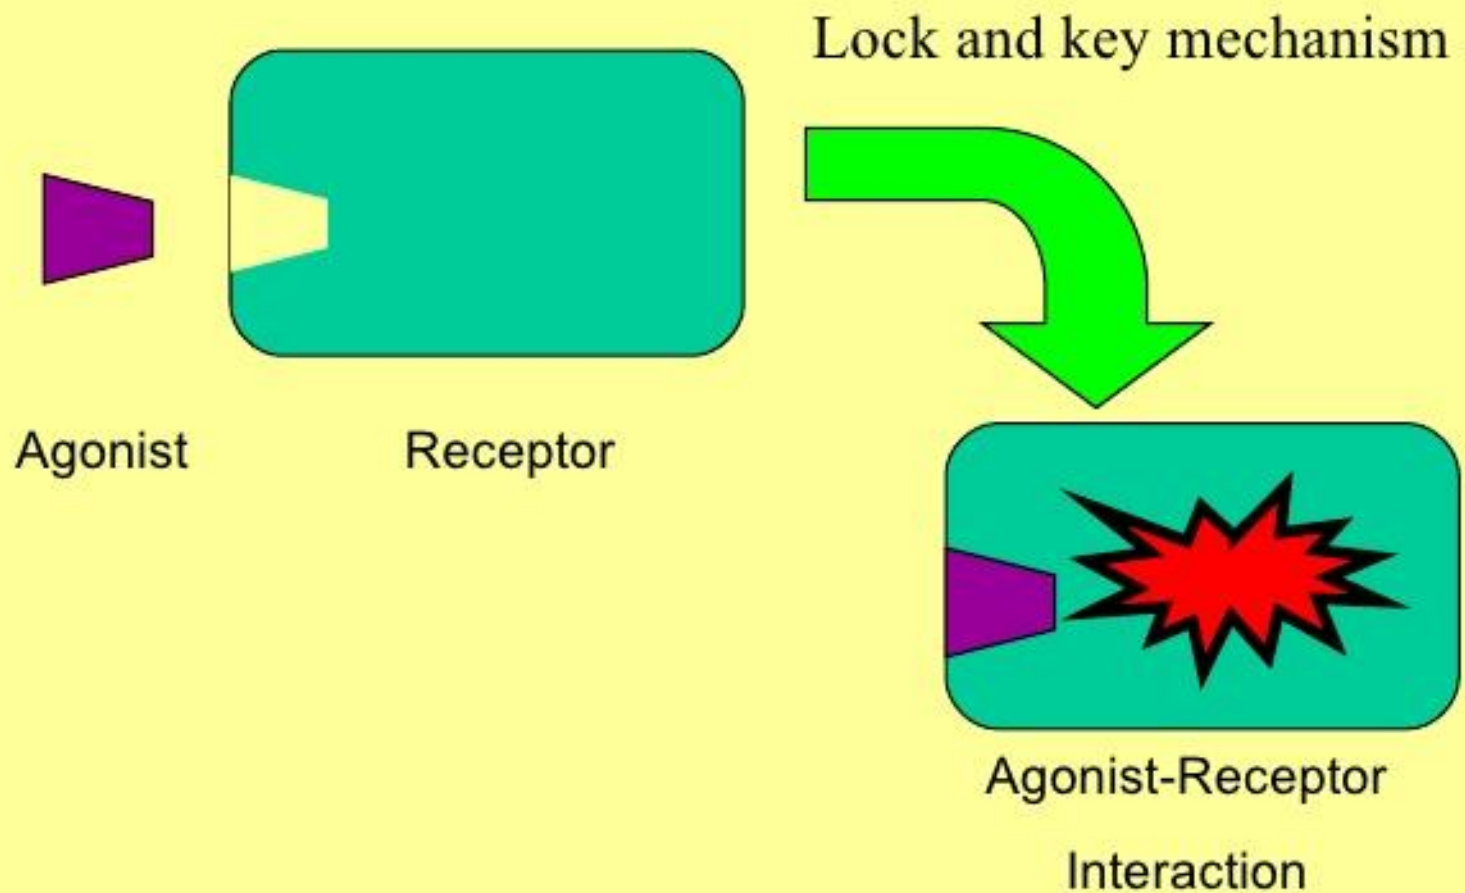 Lock and key mechanism
Agonist
Receptor
Agonist-Receptor
Interaction